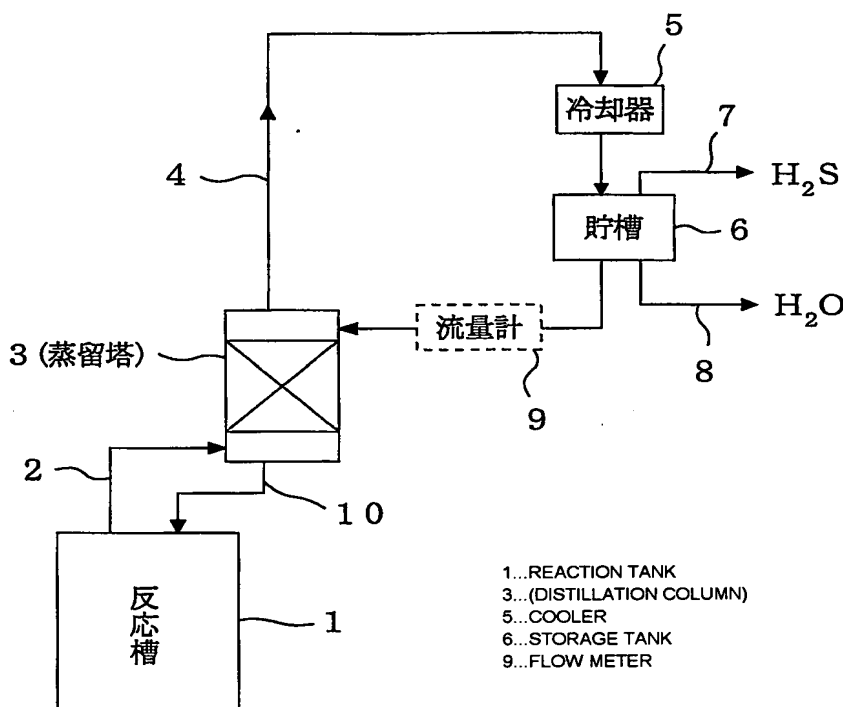 5
冷却器
7
H₂S
4
貯槽
6
H₂O
流量計
8
3 (蒸留塔)
9
2
10
反応槽
1
1...REACTION TANK
3...(DISTILLATION COLUMN)
5...COOLER
6...STORAGE TANK
9...FLOW METER